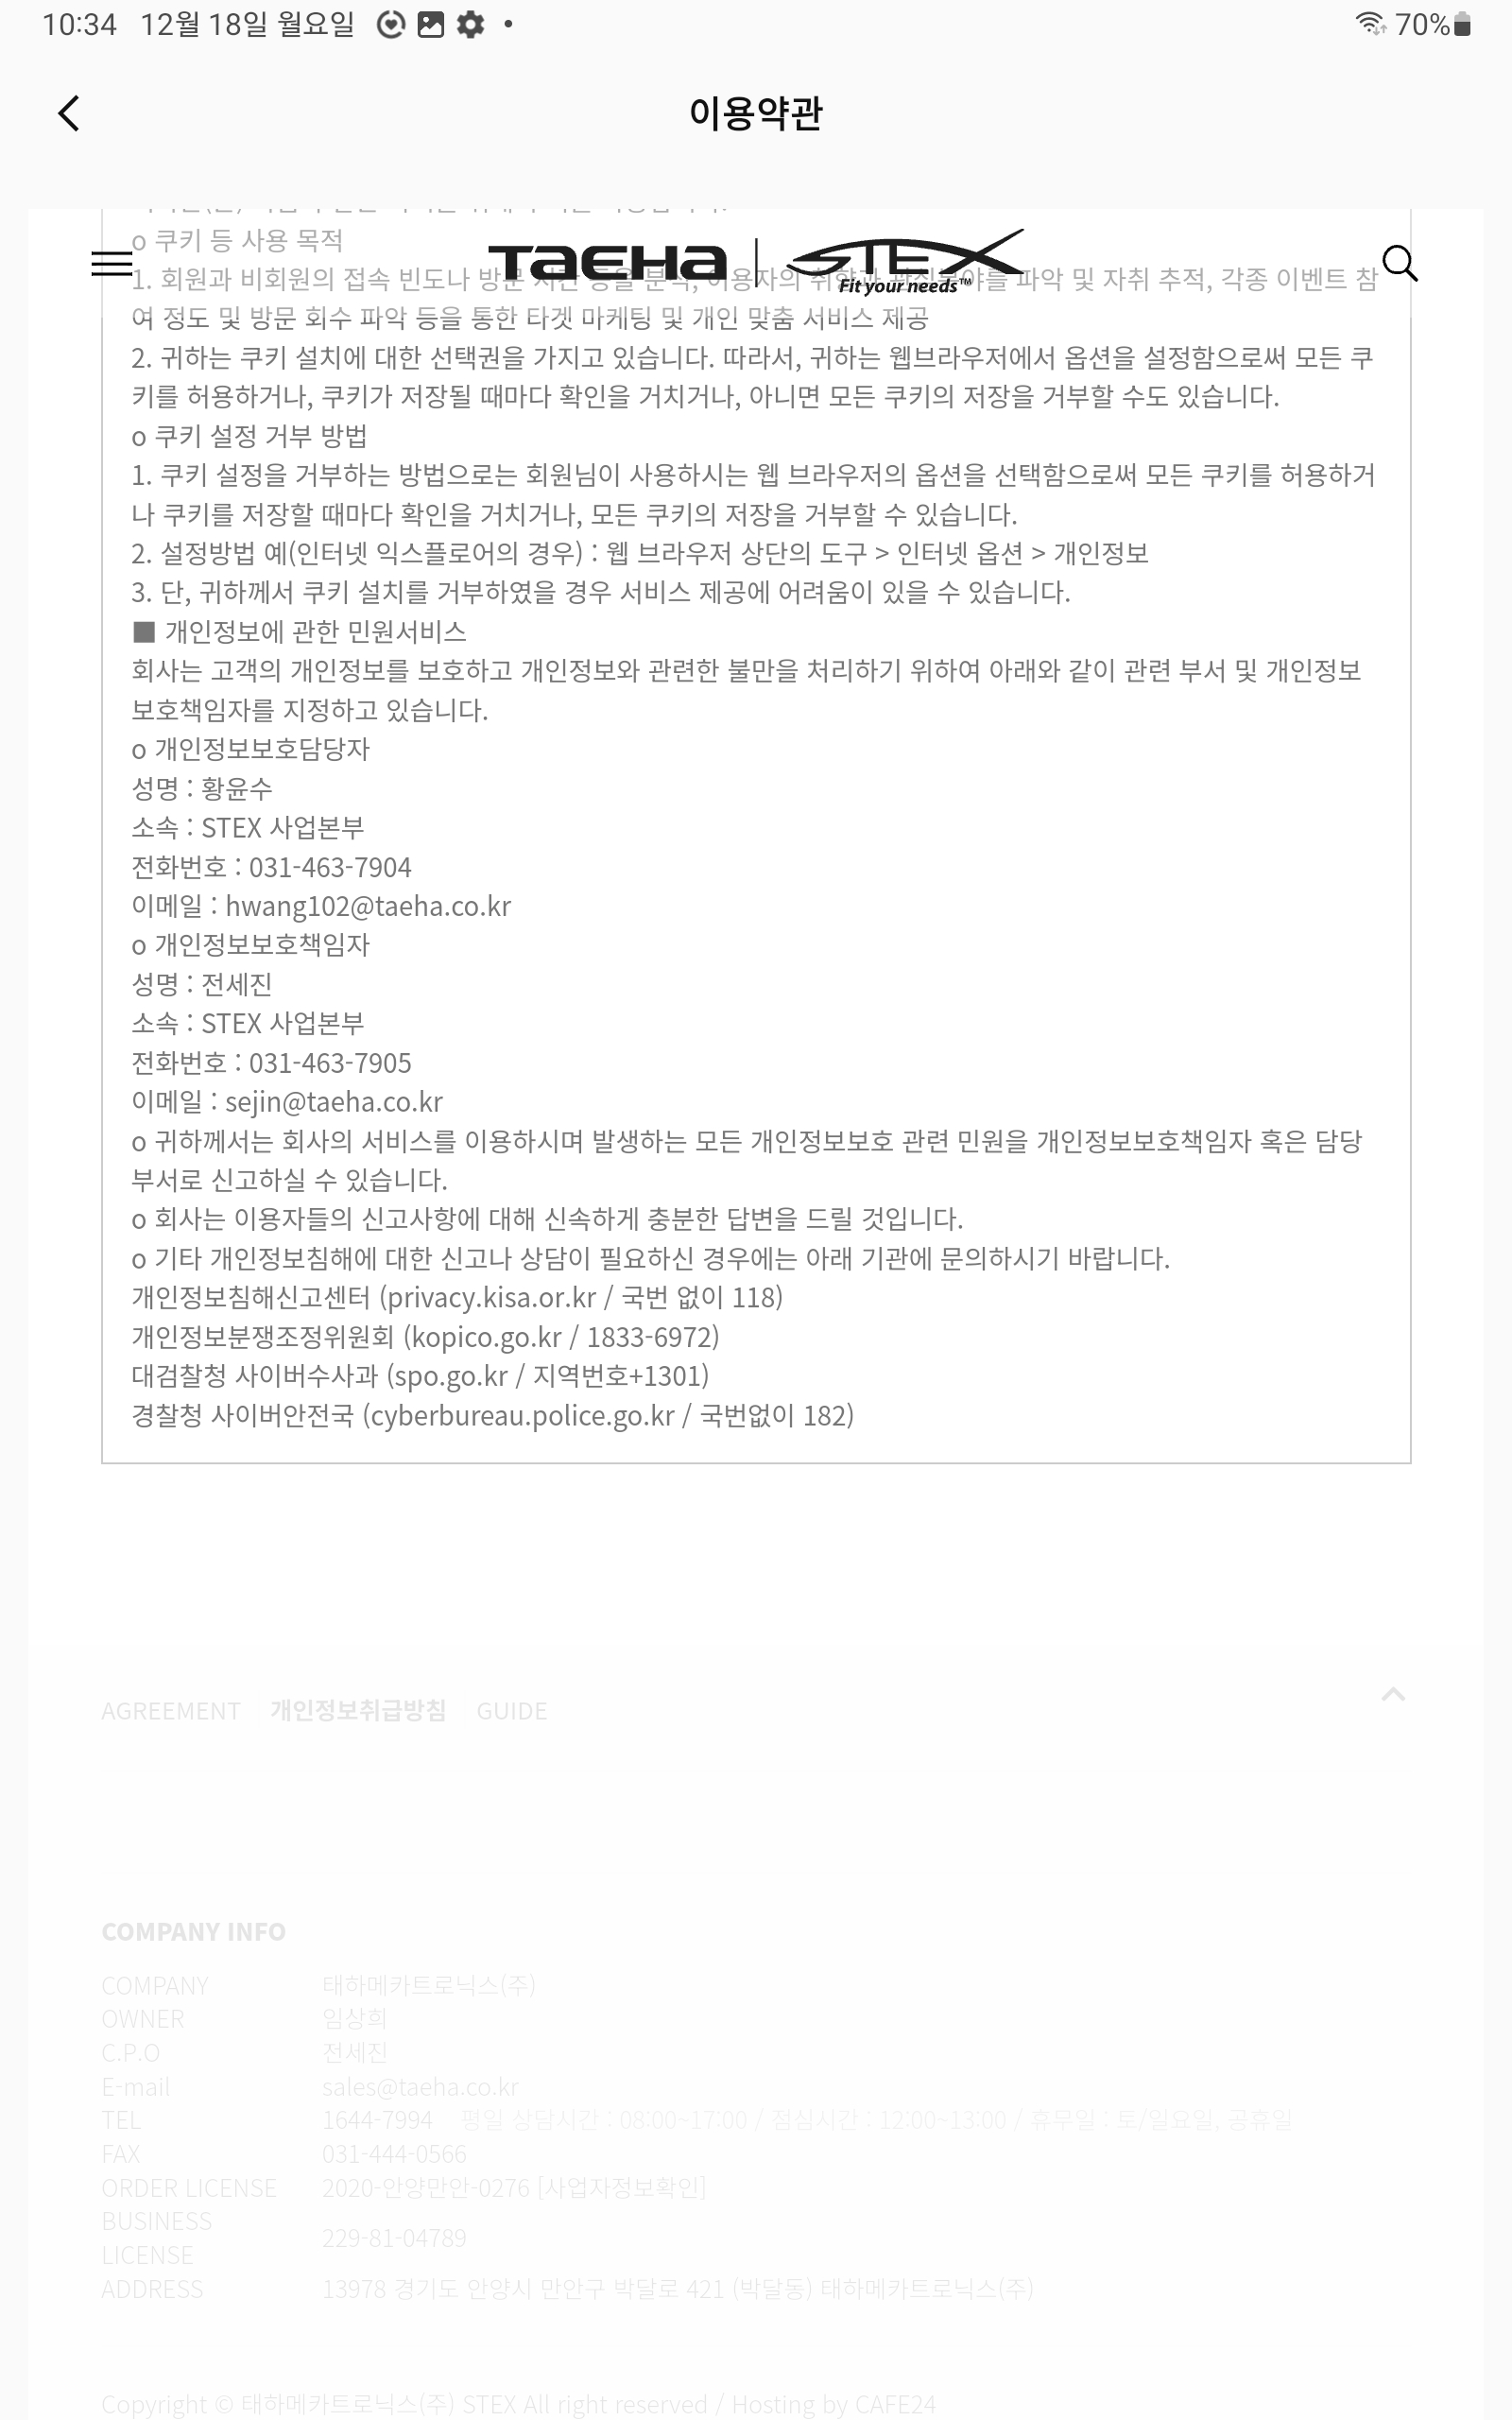 10:34 12월 18일 월요일 70%
이용약관
o 쿠키 등 사용 목적
TAEHA STEX
Fit your needs™
1. 회원과 비회원의 접속 빈도나 방문 시간 등을 분석, 이용자의 취향과 관심분야를 파악 및 자취 추적, 각종 이벤트 참
여 정도 및 방문 회수 파악 등을 통한 타겟 마케팅 및 개인 맞춤 서비스 제공
2. 귀하는 쿠키 설치에 대한 선택권을 가지고 있습니다. 따라서, 귀하는 웹브라우저에서 옵션을 설정함으로써 모든 쿠
키를 허용하거나, 쿠키가 저장될 때마다 확인을 거치거나, 아니면 모든 쿠키의 저장을 거부할 수도 있습니다.
o 쿠키 설정 거부 방법
1. 쿠키 설정을 거부하는 방법으로는 회원님이 사용하시는 웹 브라우저의 옵션을 선택함으로써 모든 쿠키를 허용하거
나 쿠키를 저장할 때마다 확인을 거치거나, 모든 쿠키의 저장을 거부할 수 있습니다.
2. 설정방법 예(인터넷 익스플로어의 경우) : 웹 브라우저 상단의 도구 > 인터넷 옵션 > 개인정보
3. 단, 귀하께서 쿠키 설치를 거부하였을 경우 서비스 제공에 어려움이 있을 수 있습니다.
■ 개인정보에 관한 민원서비스
회사는 고객의 개인정보를 보호하고 개인정보와 관련한 불만을 처리하기 위하여 아래와 같이 관련 부서 및 개인정보
보호책임자를 지정하고 있습니다.
o 개인정보보호담당자
성명 : 황윤수
소속 : STEX 사업본부
전화번호 : 031-463-7904
이메일 : hwang102@taeha.co.kr
o 개인정보보호책임자
성명 : 전세진
소속 : STEX 사업본부
전화번호 : 031-463-7905
이메일 : sejin@taeha.co.kr
o 귀하께서는 회사의 서비스를 이용하시며 발생하는 모든 개인정보보호 관련 민원을 개인정보보호책임자 혹은 담당
부서로 신고하실 수 있습니다.
o 회사는 이용자들의 신고사항에 대해 신속하게 충분한 답변을 드릴 것입니다.
o 기타 개인정보침해에 대한 신고나 상담이 필요하신 경우에는 아래 기관에 문의하시기 바랍니다.
개인정보침해신고센터 (privacy.kisa.or.kr / 국번 없이 118)
개인정보분쟁조정위원회 (kopico.go.kr / 1833-6972)
대검찰청 사이버수사과 (spo.go.kr / 지역번호+1301)
경찰청 사이버안전국 (cyberbureau.police.go.kr / 국번없이 182)
AGREEMENT 개인정보취급방침 GUIDE
COMPANY INFO
COMPANY 태하메카트로닉스(주)
OWNER 임상희
C.P.O 전세진
E-mail sales@taeha.co.kr
TEL 1644-7994 평일 상담시간 : 08:00~17:00 / 점심시간 : 12:00~13:00 / 휴무일 : 토/일요일, 공휴일
FAX 031-444-0566
ORDER LICENSE 2020-안양만안-0276 [사업자정보확인]
BUSINESS
LICENSE 229-81-04789
ADDRESS 13978 경기도 안양시 만안구 박달로 421 (박달동) 태하메카트로닉스(주)
Copyright © 태하메카트로닉스(주) STEX All right reserved / Hosting by CAFE24